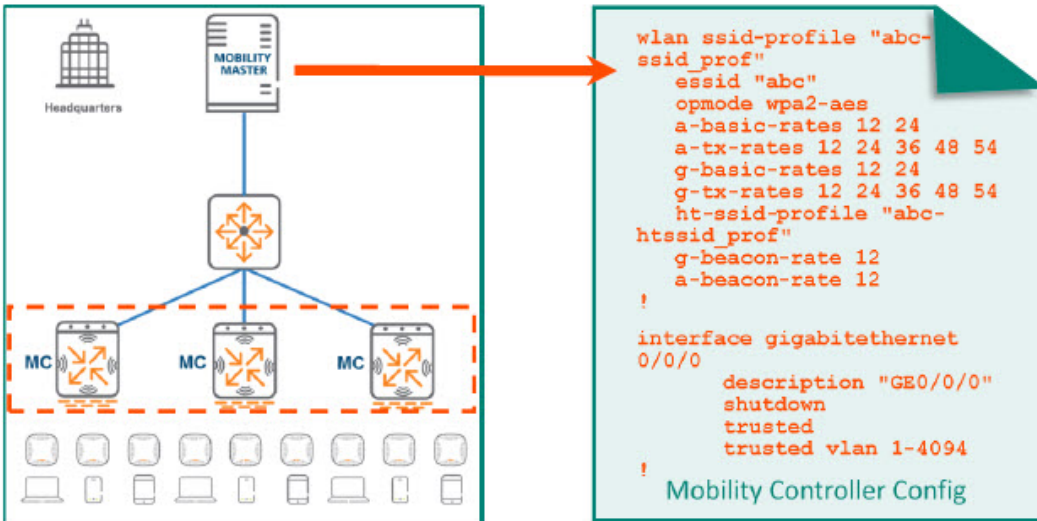 MOBILITY
MASTER
Headquarters
MC
MC
MC
wlan ssid-profile "abc-
ssid_prof"
essid "abc"
opmode wpa2-aes
a-basic-rates 12 24
a-tx-rates 12 24 36 48 54
g-basic-rates 12 24
g-tx-rates 12 24 36 48 54
ht-ssid-profile "abc-
htssid_prof"
g-beacon-rate 12
a-beacon-rate 12
!
interface gigabitethernet
0/0/0
description "GE0/0/0"
shutdown
trusted
trusted vlan 1-4094
!
Mobility Controller Config